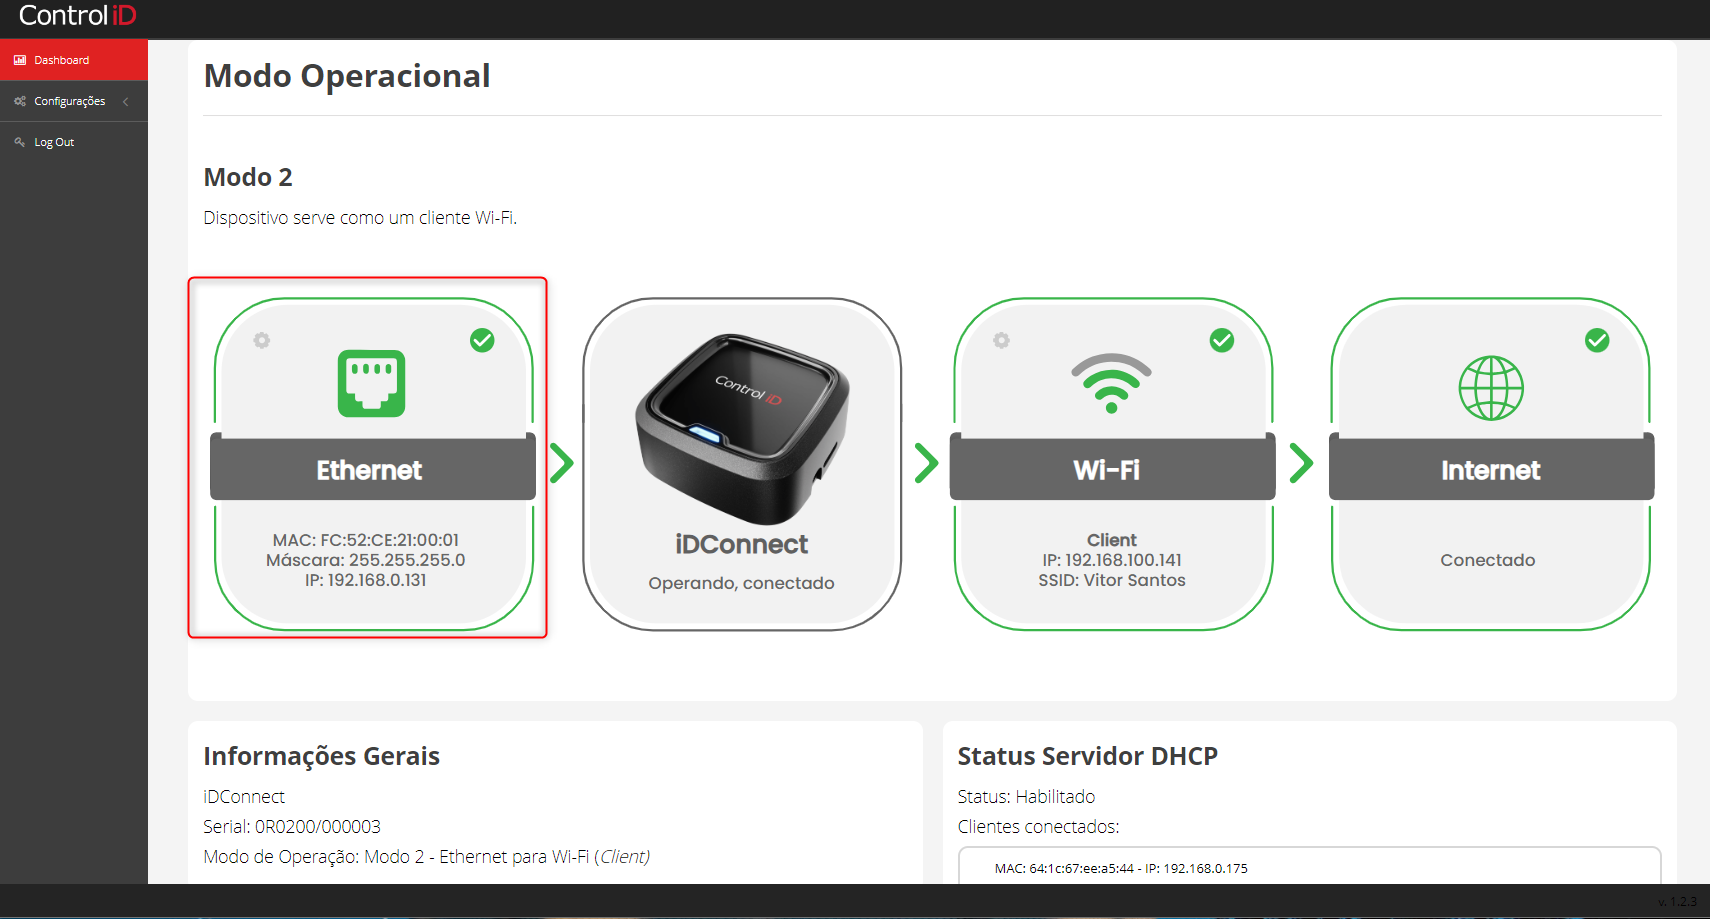 Control iD
Dashboard
Configurações
Log Out
Modo Operacional
Modo 2
Dispositivo serve como um cliente Wi-Fi.
Ethernet
MAC: FC:52:CE:21:00:01
Máscara: 255.255.255.0
IP: 192.168.0.131
Control iD
iDConnect
Operando, conectado
Wi-Fi
Client
IP: 192.168.100.141
SSID: Vitor Santos
Internet
Conectado
Informações Gerais
iDConnect
Serial: 0R0200/000003
Modo de Operação: Modo 2 - Ethernet para Wi-Fi (Client)
Status Servidor DHCP
Status: Habilitado
Clientes conectados:
MAC: 64:1c:67:ee:a5:44 - IP: 192.168.0.175
v. 1.2.3